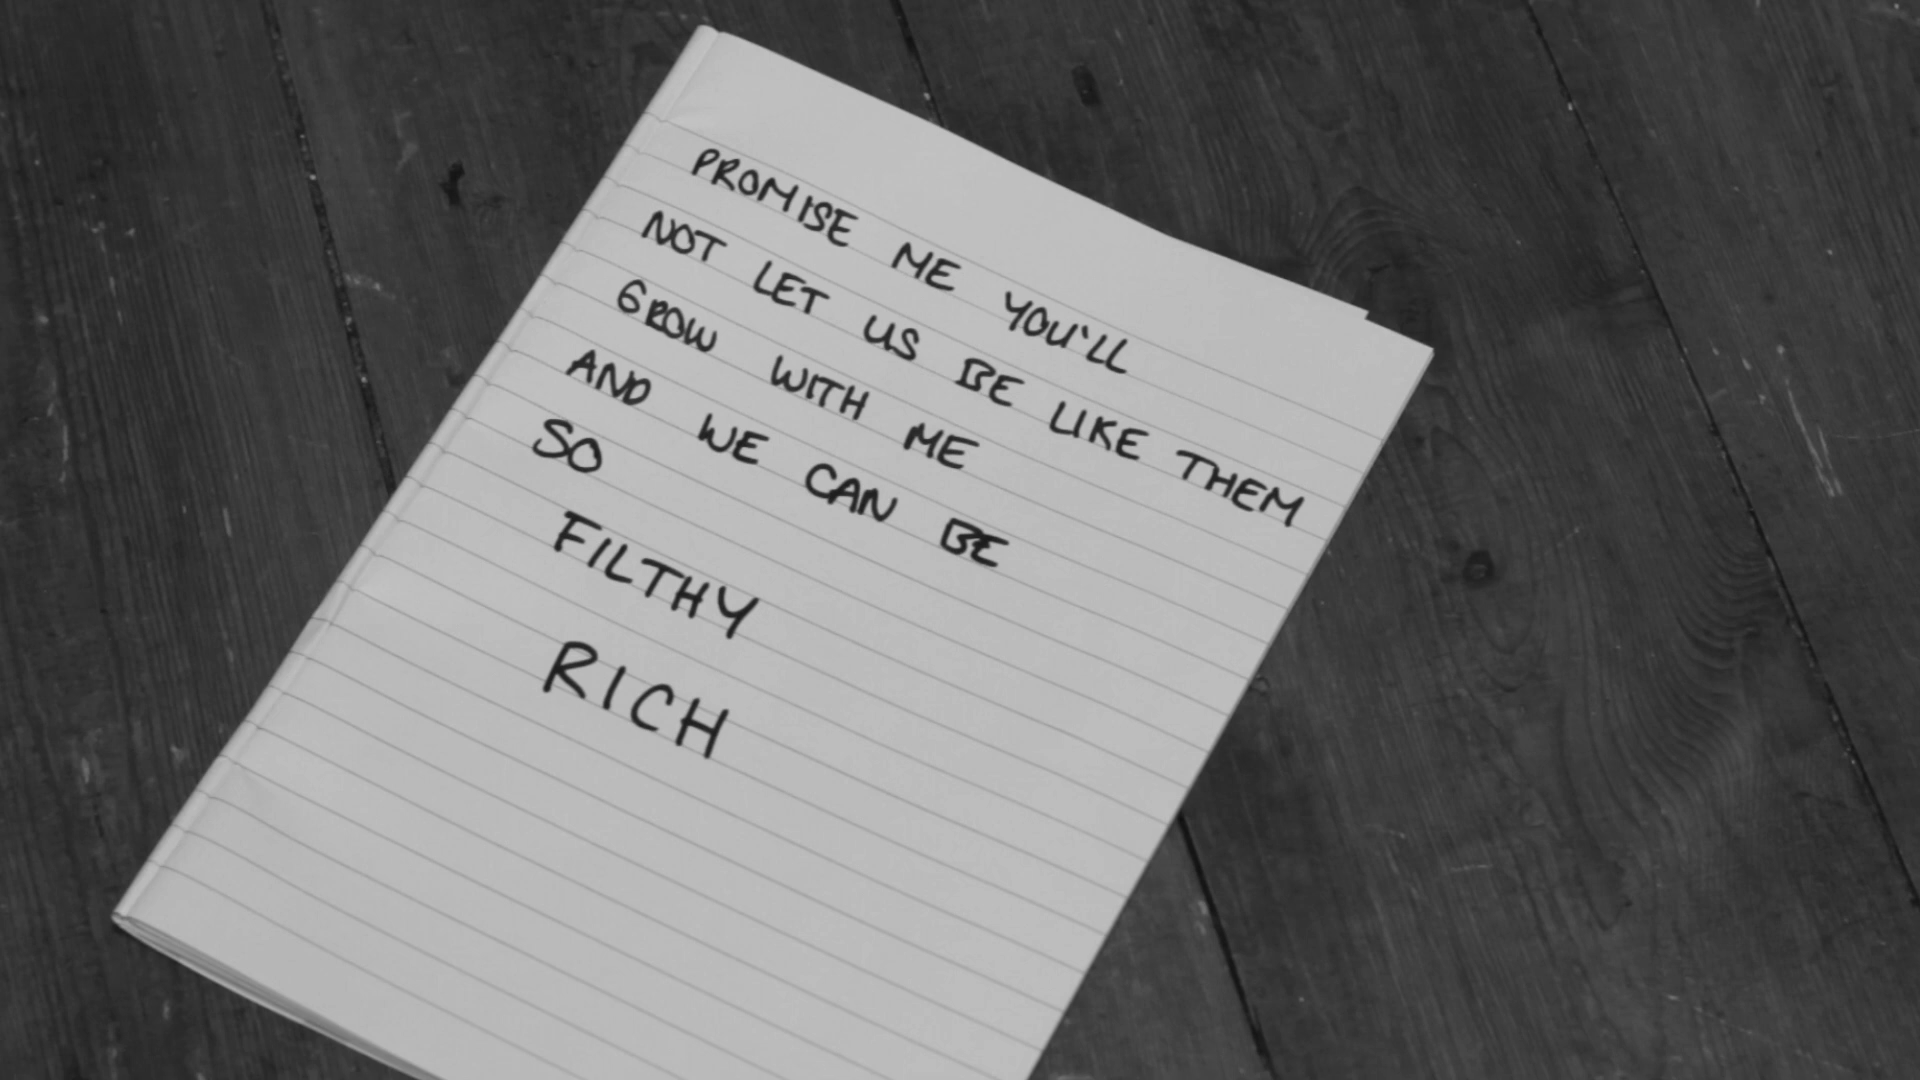 PROMISE ME YOU'LL
NOT LET US BE LIKE THEM
GROW WITH ME
AND WE CAN BE
SO
FILTHY
RICH